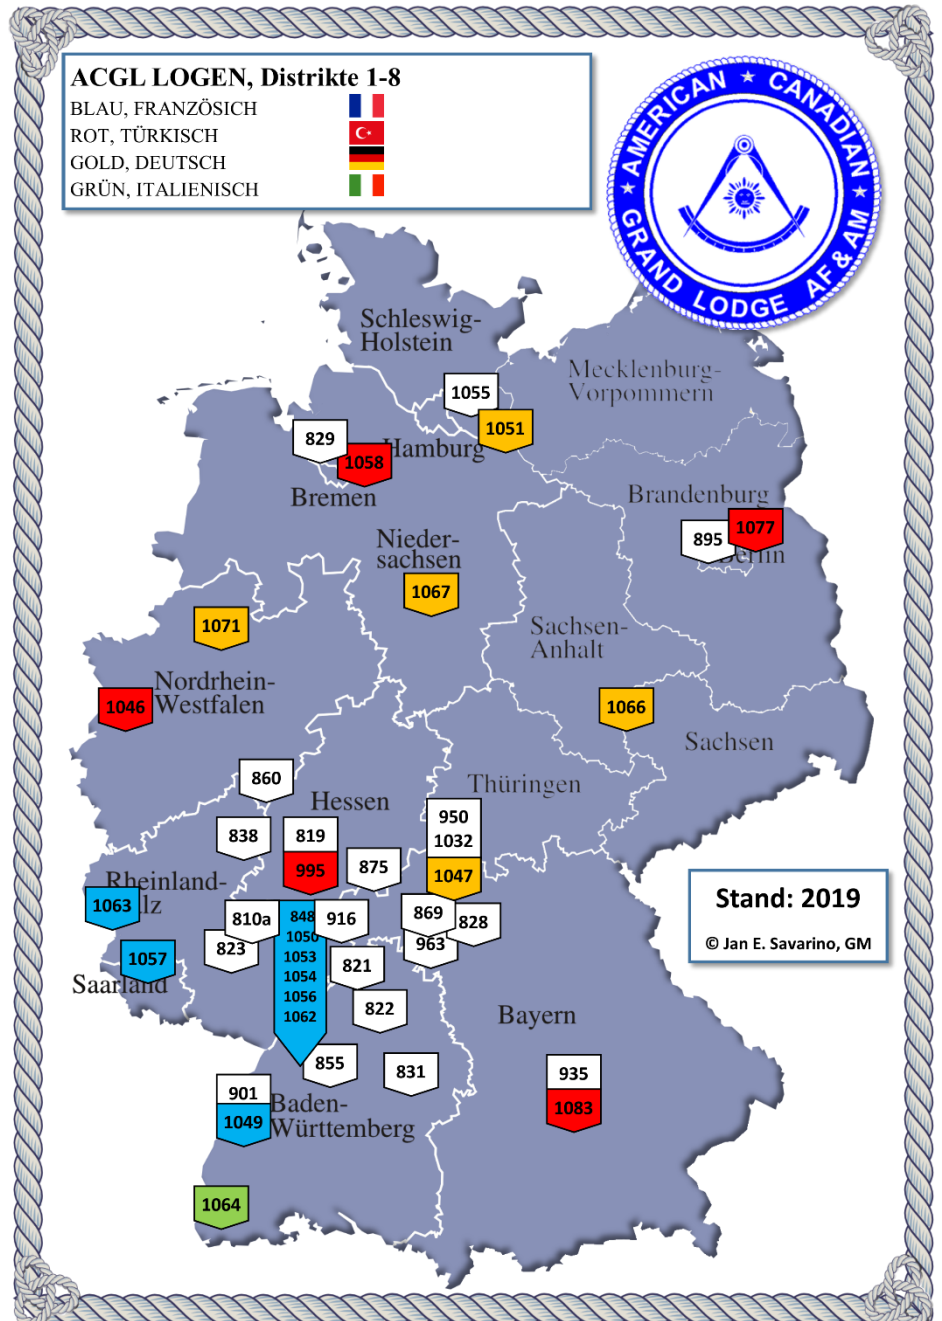 ACGL LOGEN, Distrikte 1-8
BLAU, FRANZÖSICH
ROT, TÜRKISCH
GOLD, DEUTSCH
GRÜN, ITALIENISCH
AMERICAN ★ CANADIAN ★
GRAND LODGE AF & AM ★
Schleswig-
Holstein
Mecklenburg-
Vorpommern
1055
1051
829
Hamburg
1058
Bremen
Brandenburg
1077
895
Berlin
Nieder-
sachsen
1067
1071
Sachsen-
Anhalt
Nordrhein-
Westfalen
1046
1066
Sachsen
860
Hessen
Thüringen
838
819
995
875
950
1032
1047
Rheinland-
lz
1063
810a
823
848
1050
1053
1054
1056
1062
916
869
828
963
821
822
1057
Saarland
Bayern
855
831
935
1083
901
1049
Baden-
Württemberg
1064
Stand: 2019
© Jan E. Savarino, GM